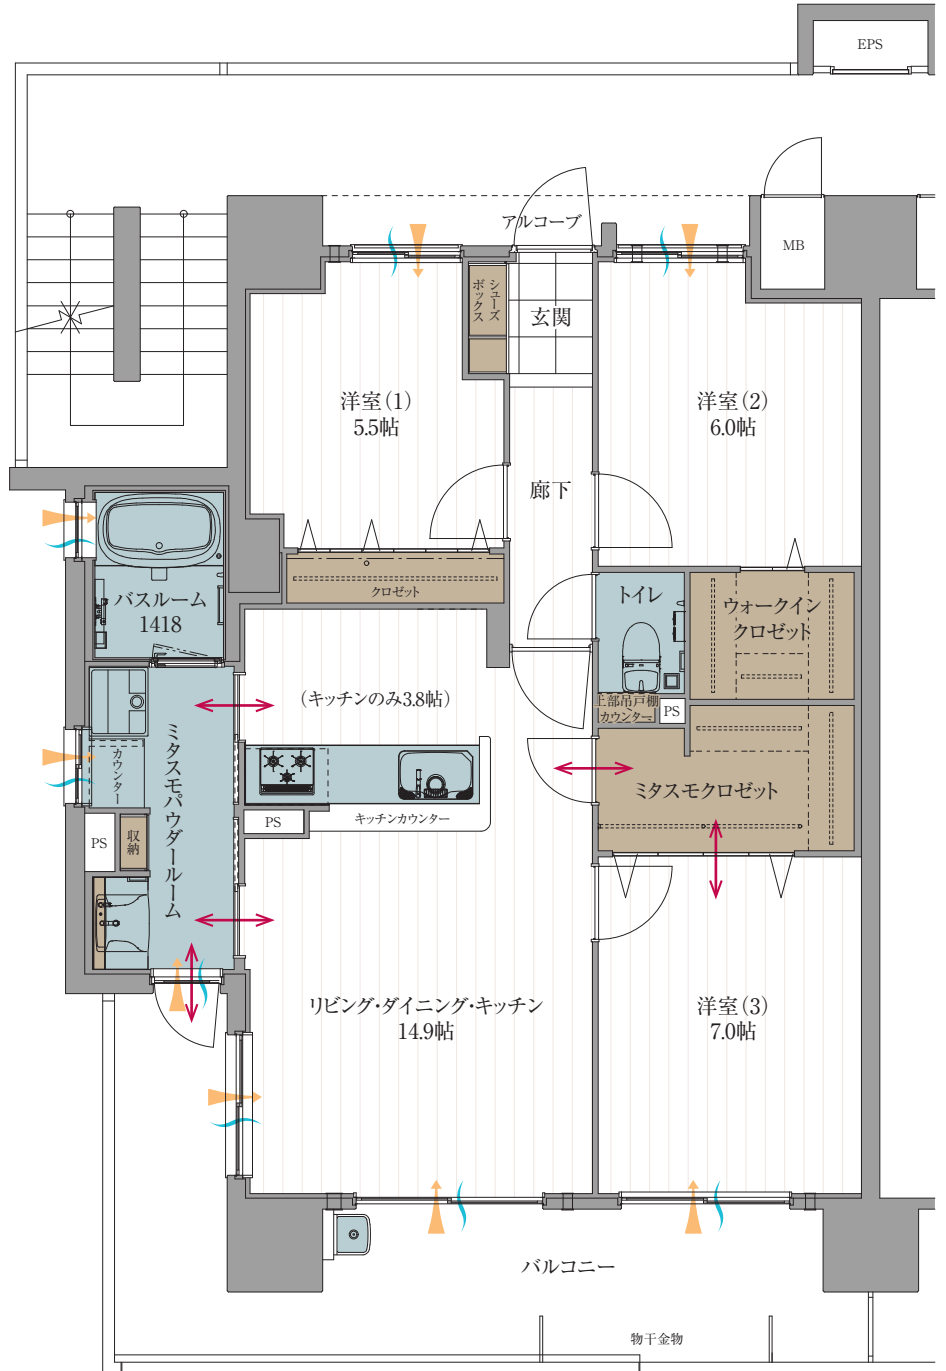 EPS
アルコーブ
MB
シューズ
ボックス
玄関
洋室(1)
5.5帖
洋室(2)
6.0帖
廊下
バスルーム
1418
クロゼット
トイレ
ウォークイン
クロゼット
上部吊戸棚
カウンター
PS
(キッチンのみ3.8帖)
ミタスモパウダールーム
カウンター
ミタスモクロゼット
PS
キッチンカウンター
PS
収納
リビング・ダイニング・キッチン
14.9帖
洋室(3)
7.0帖
バルコニー
物干金物